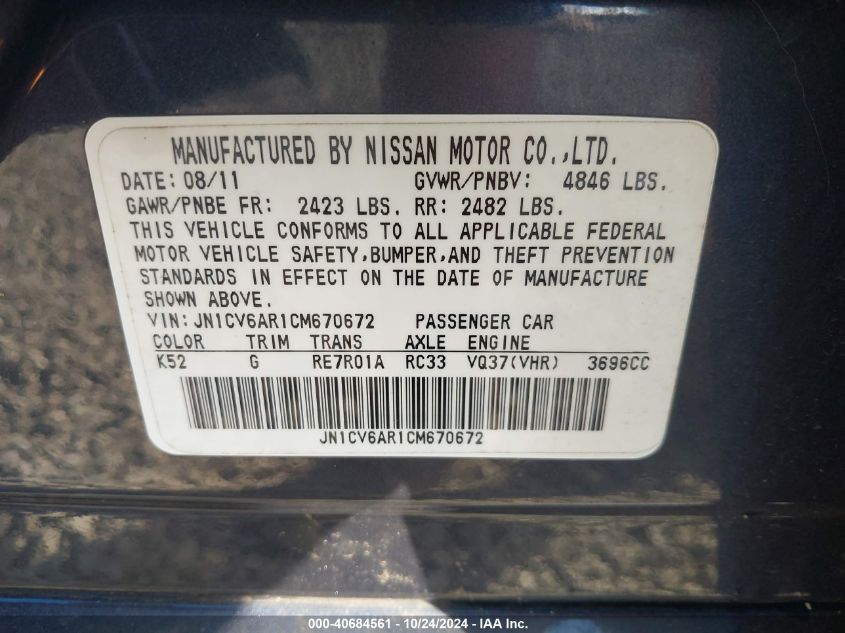 MANUFACTURED BY NISSAN MOTOR CO.,LTD.
DATE: 08/11 GVWR/PNBV: 4846 LBS.
GAWR/PNBE FR: 2423 LBS. RR: 2482 LBS.
THIS VEHICLE CONFORMS TO ALL APPLICABLE FEDERAL
MOTOR VEHICLE SAFETY,BUMPER,AND THEFT PREVENTION
STANDARDS IN EFFECT ON THE DATE OF MANUFACTURE
SHOWN ABOVE.
VIN: JN1CV6AR1CM670672 PASSENGER CAR
COLOR TRIM TRANS AXLE ENGINE
K52 G RE7R01A RC33 VQ37(VHR) 3696CC
JN1CV6AR1CM670672
000-40684561 - 10/24/2024 - IAA, Inc.